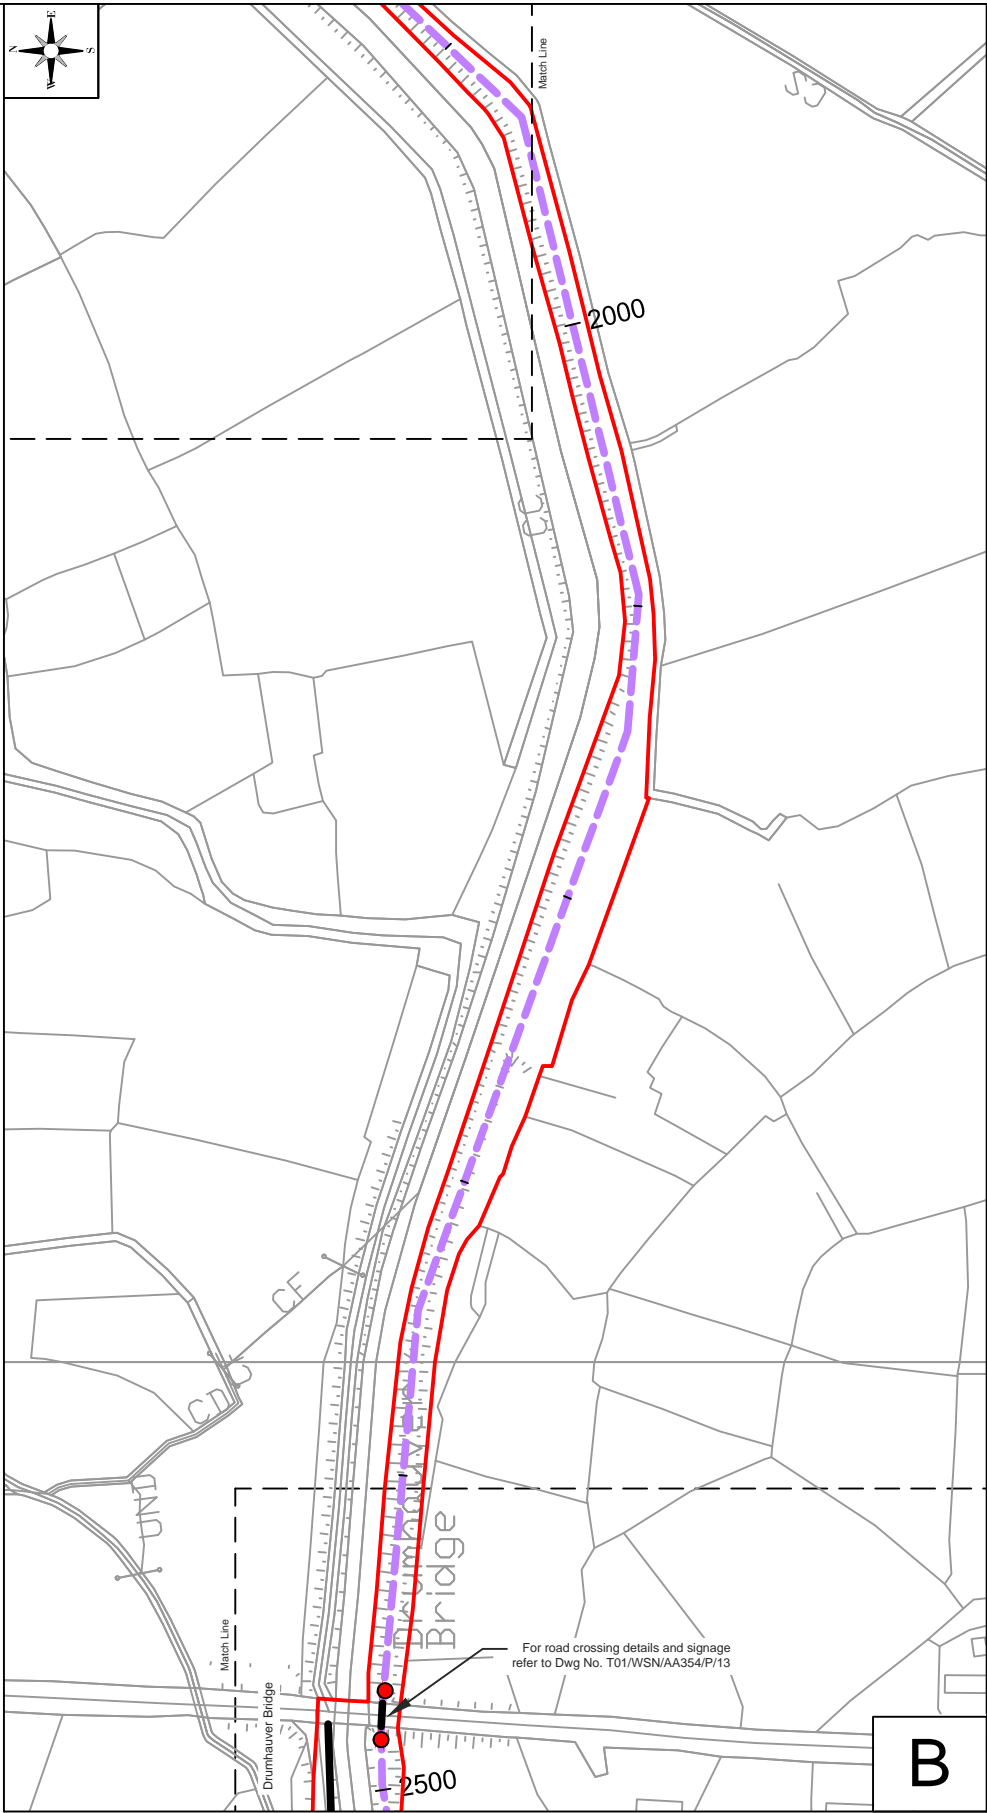 N
E
S
W
Match Line
2000
CC
CF
CD
UND
Drumhauver
Bridge
Match Line
Drumhauver Bridge
For road crossing details and signage
refer to Dwg No. T01/WSN/AA354/P/13
2500
B